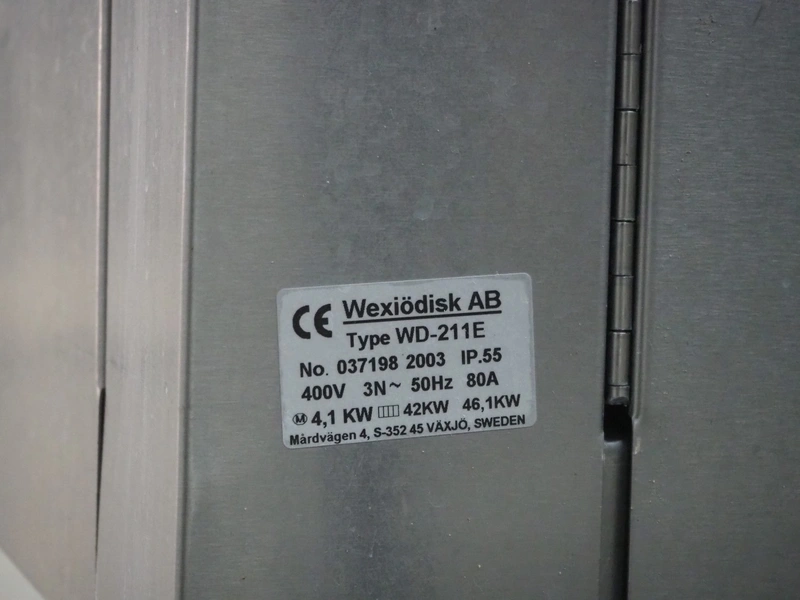 CE Wexiödisk AB
Type WD-211E
No. 037198 2003 IP.55
400V 3N~ 50Hz 80A
M 4,1 KW 42KW 46,1KW
Mårdvägen 4, S-352 45 VÄXJÖ, SWEDEN